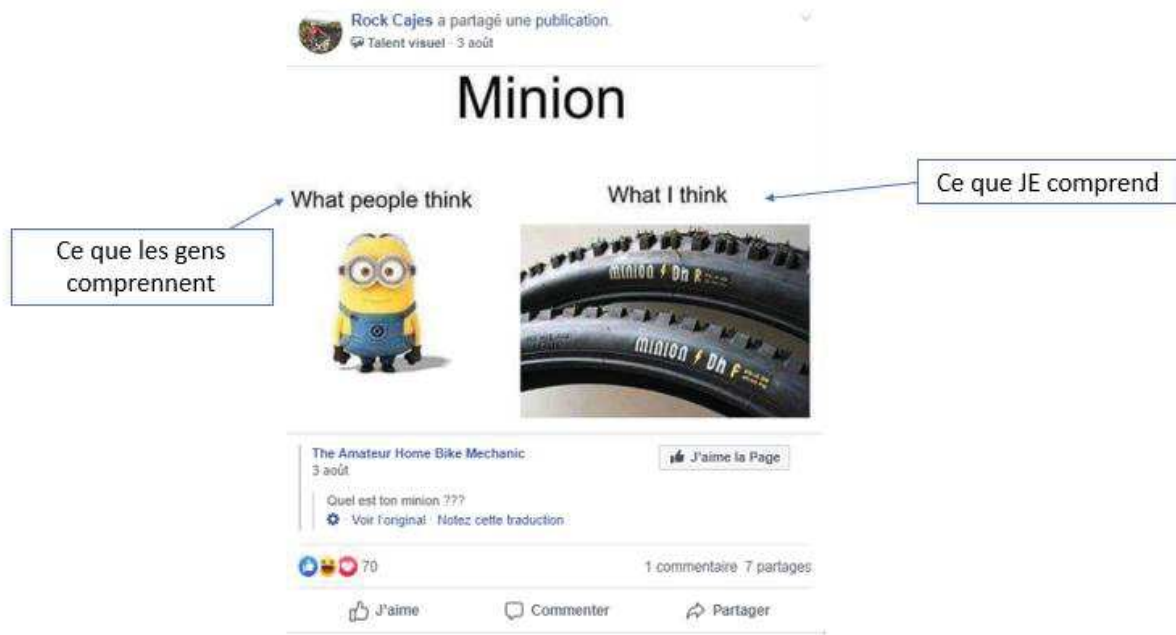 Rock Cajes a partagé une publication.
Talent visuel · 3 août
Minion
What people think
What I think
Ce que JE comprend
Ce que les gens
comprennent
MINION DH R
MINION DH F
The Amateur Home Bike Mechanic
3 août
J'aime la Page
Quel est ton minion ???
Voir l'original · Notez cette traduction
70
1 commentaire 7 partages
J'aime
Commenter
Partager